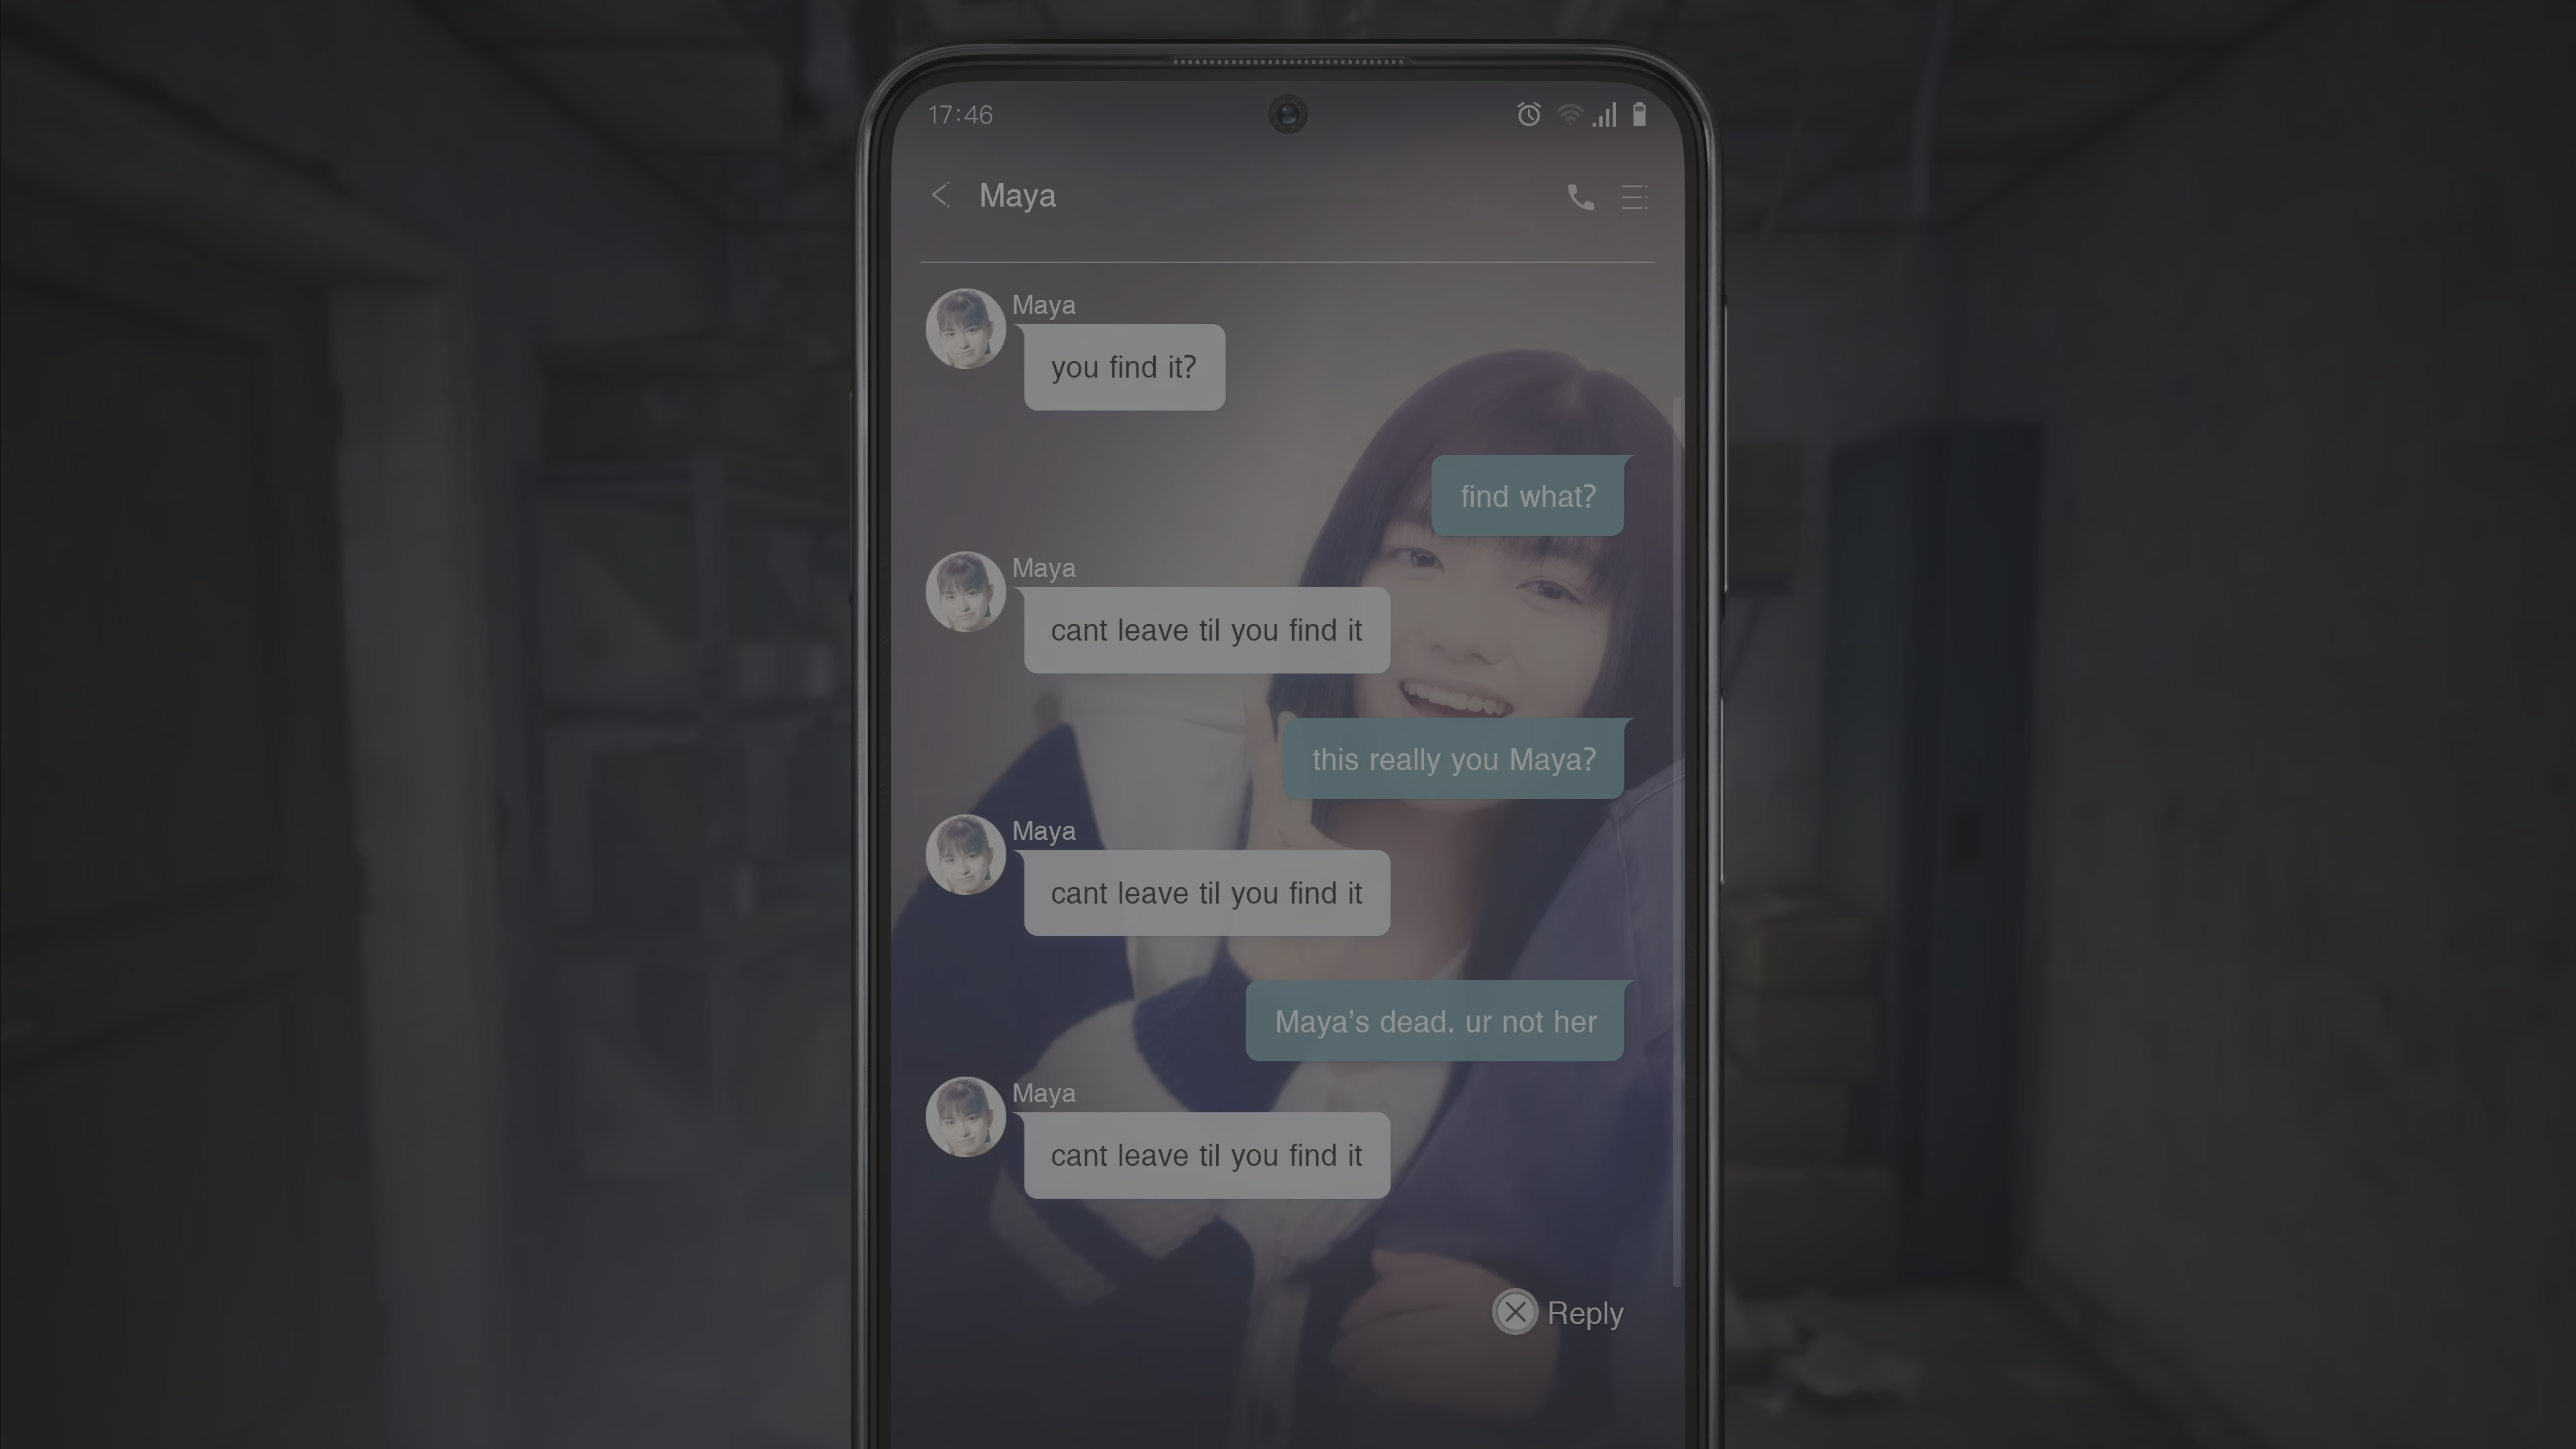 17:46
Maya
Maya
you find it?
find what?
Maya
cant leave til you find it
this really you Maya?
Maya
cant leave til you find it
Maya’s dead. ur not her
Maya
cant leave til you find it
Reply